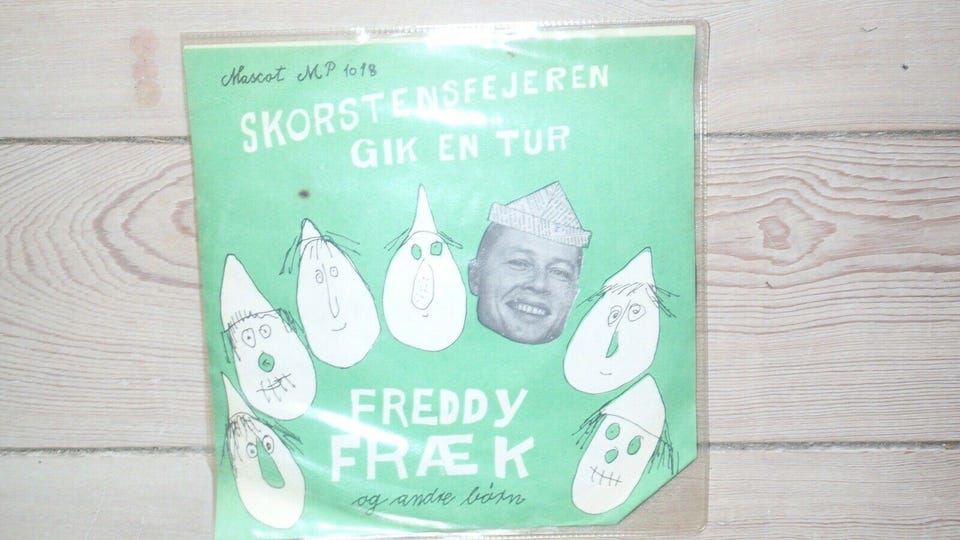 Mascot MP 1018
SKORSTENSFEJEREN
GIK EN TUR
FREDDY
FRÆK
og andre børn